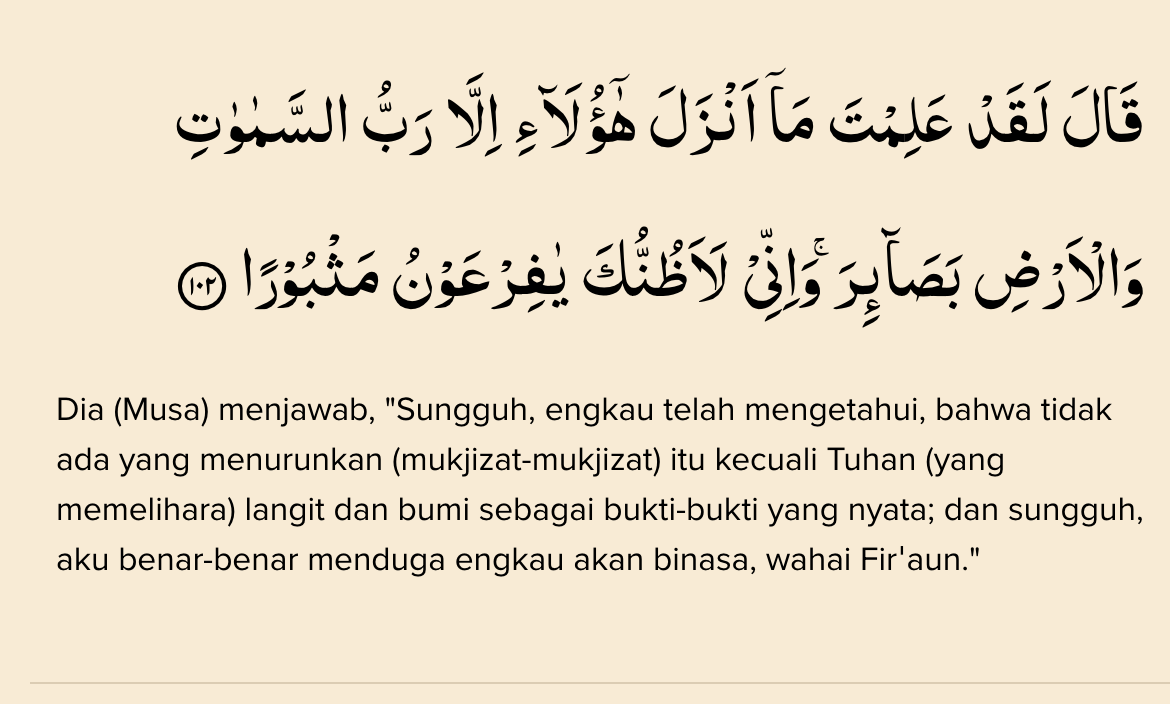 قَالَ لَقَدْ عَلِمْتَ مَآ اَنْزَلَ هٰٓؤُلَاۤءِ اِلَّا رَبُّ السَّمٰوٰتِ
وَالْاَرْضِ بَصَاۤىِٕرَۚ وَاِنِّيْ لَاَظُنُّكَ يٰفِرْعَوْنُ مَثْبُوْرًا ١٠٢
Dia (Musa) menjawab, "Sungguh, engkau telah mengetahui, bahwa tidak
ada yang menurunkan (mukjizat-mukjizat) itu kecuali Tuhan (yang
memelihara) langit dan bumi sebagai bukti-bukti yang nyata; dan sungguh,
aku benar-benar menduga engkau akan binasa, wahai Fir'aun."